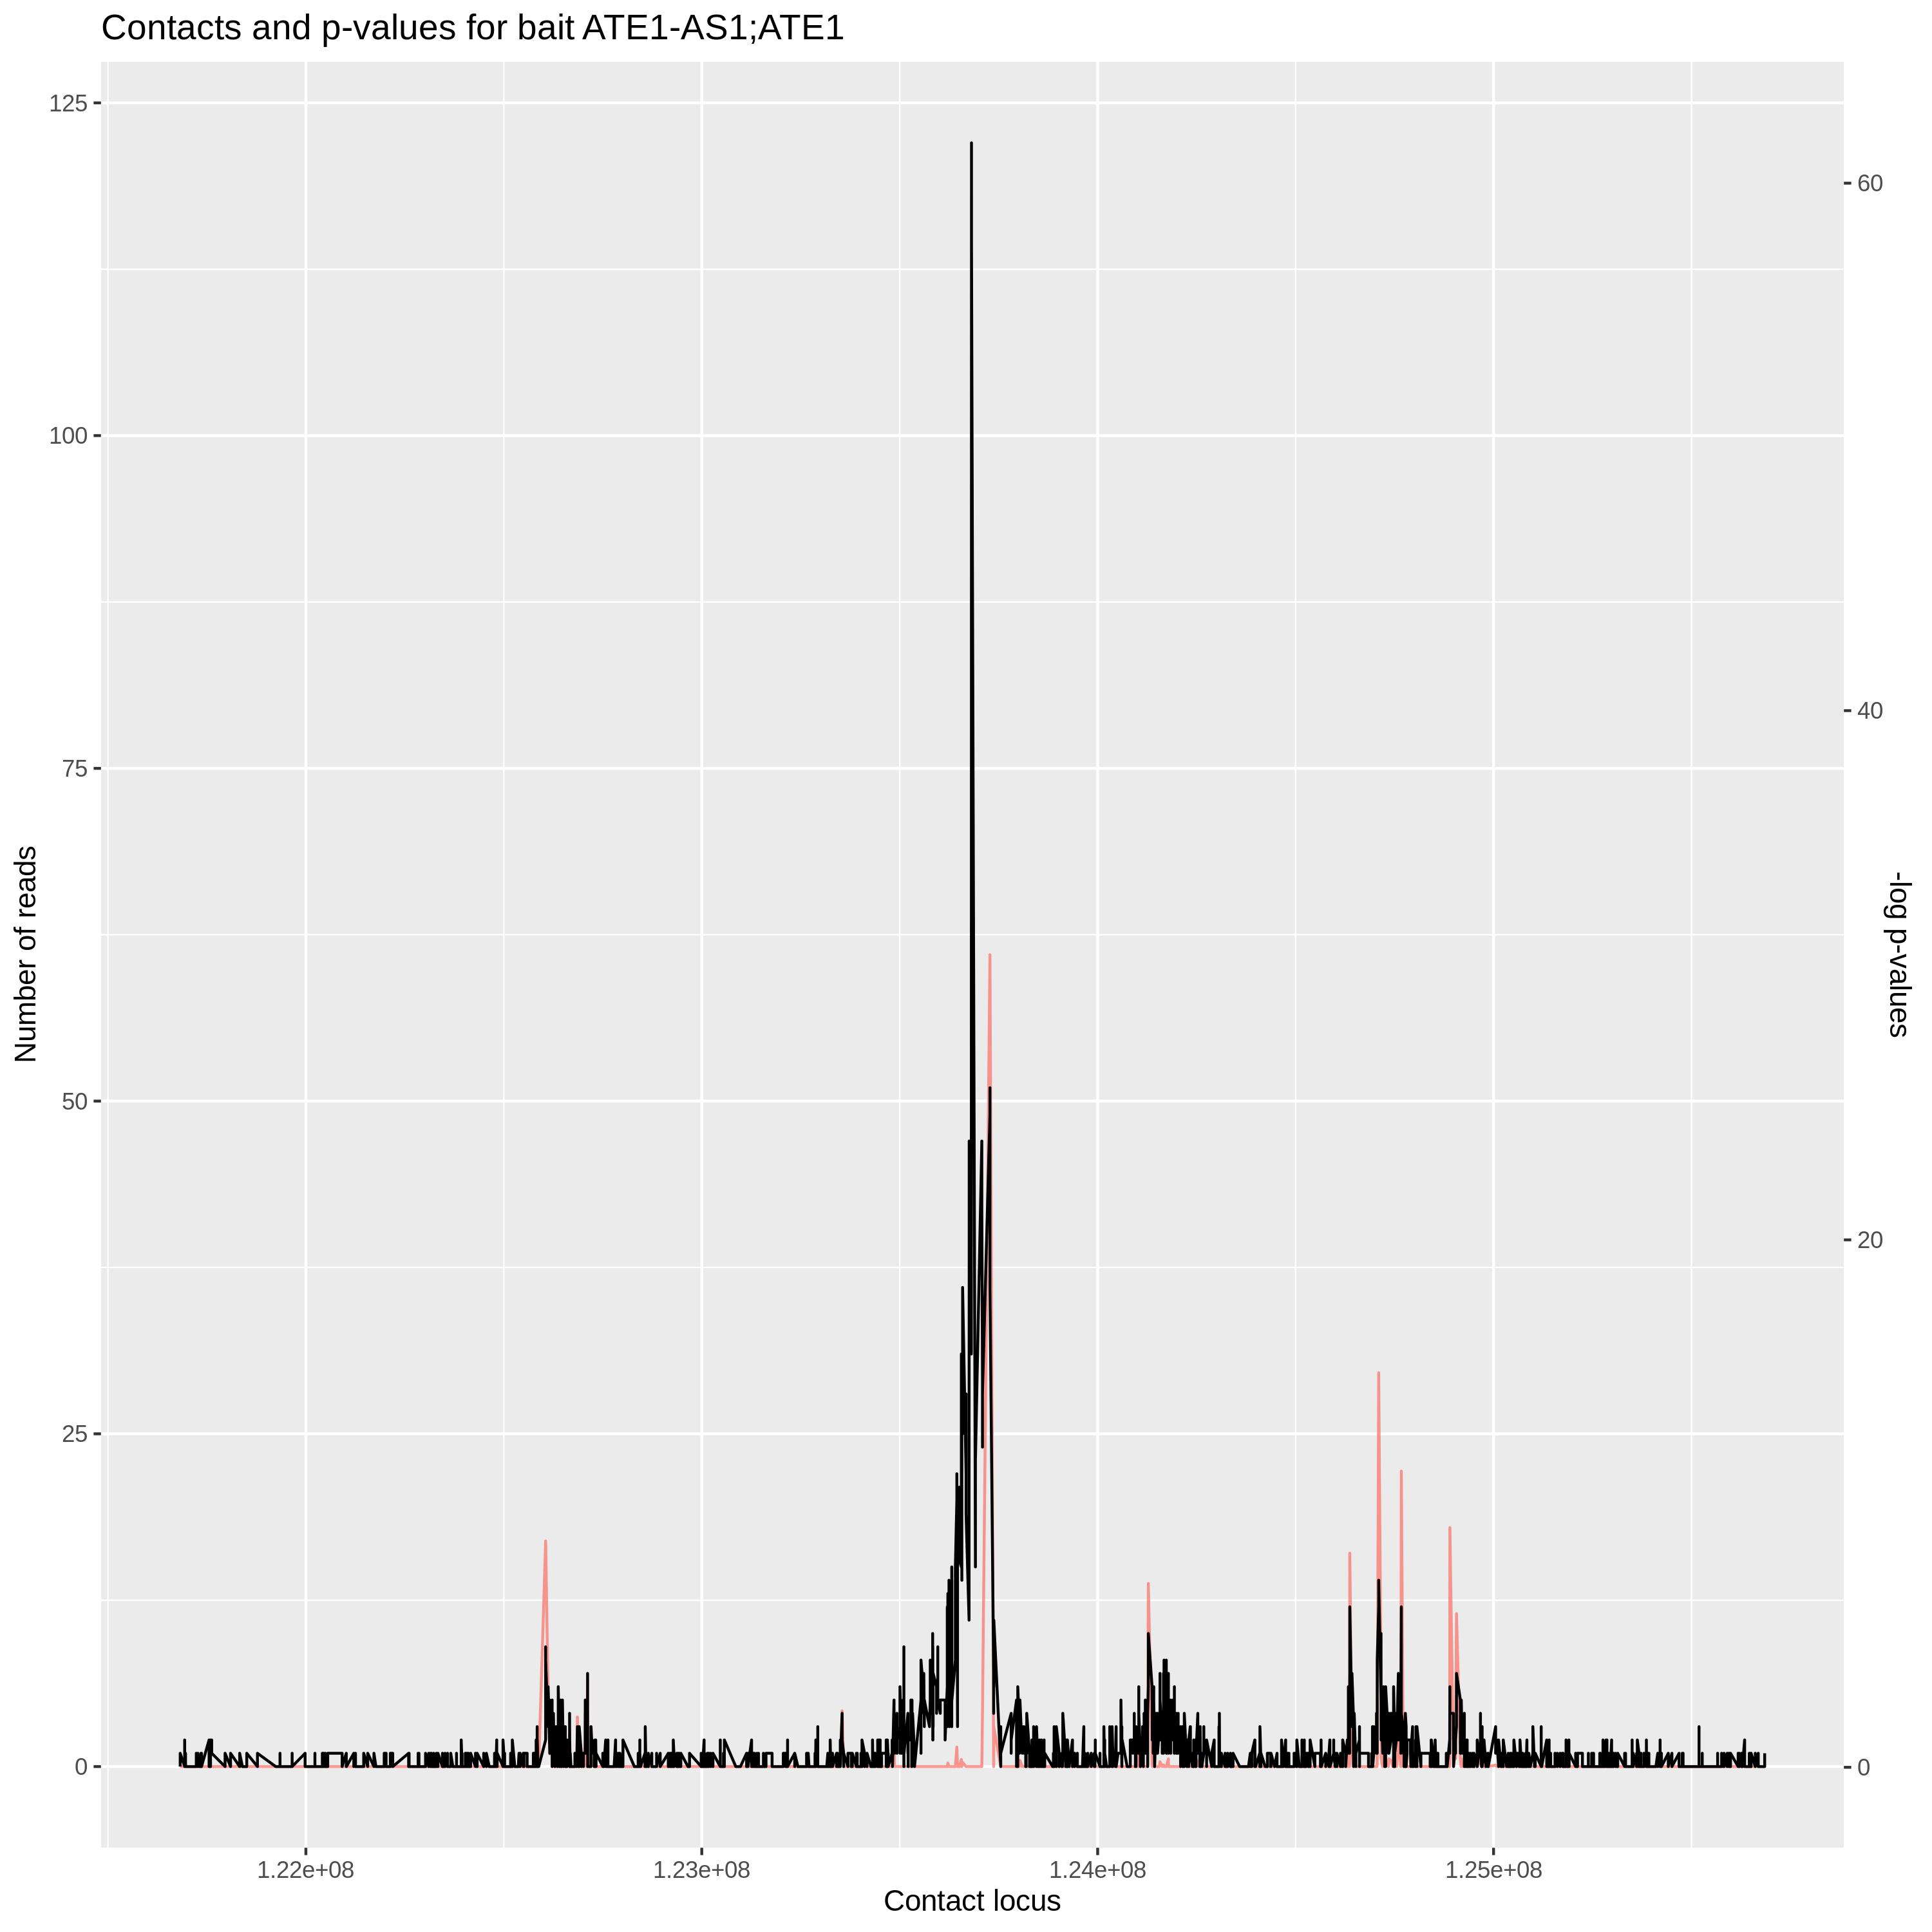 Contacts and p-values for bait ATE1-AS1;ATE1
125
100
75
50
25
0
Number of reads
60
40
20
0
-log p-values
1.22e+08
1.23e+08
1.24e+08
1.25e+08
Contact locus